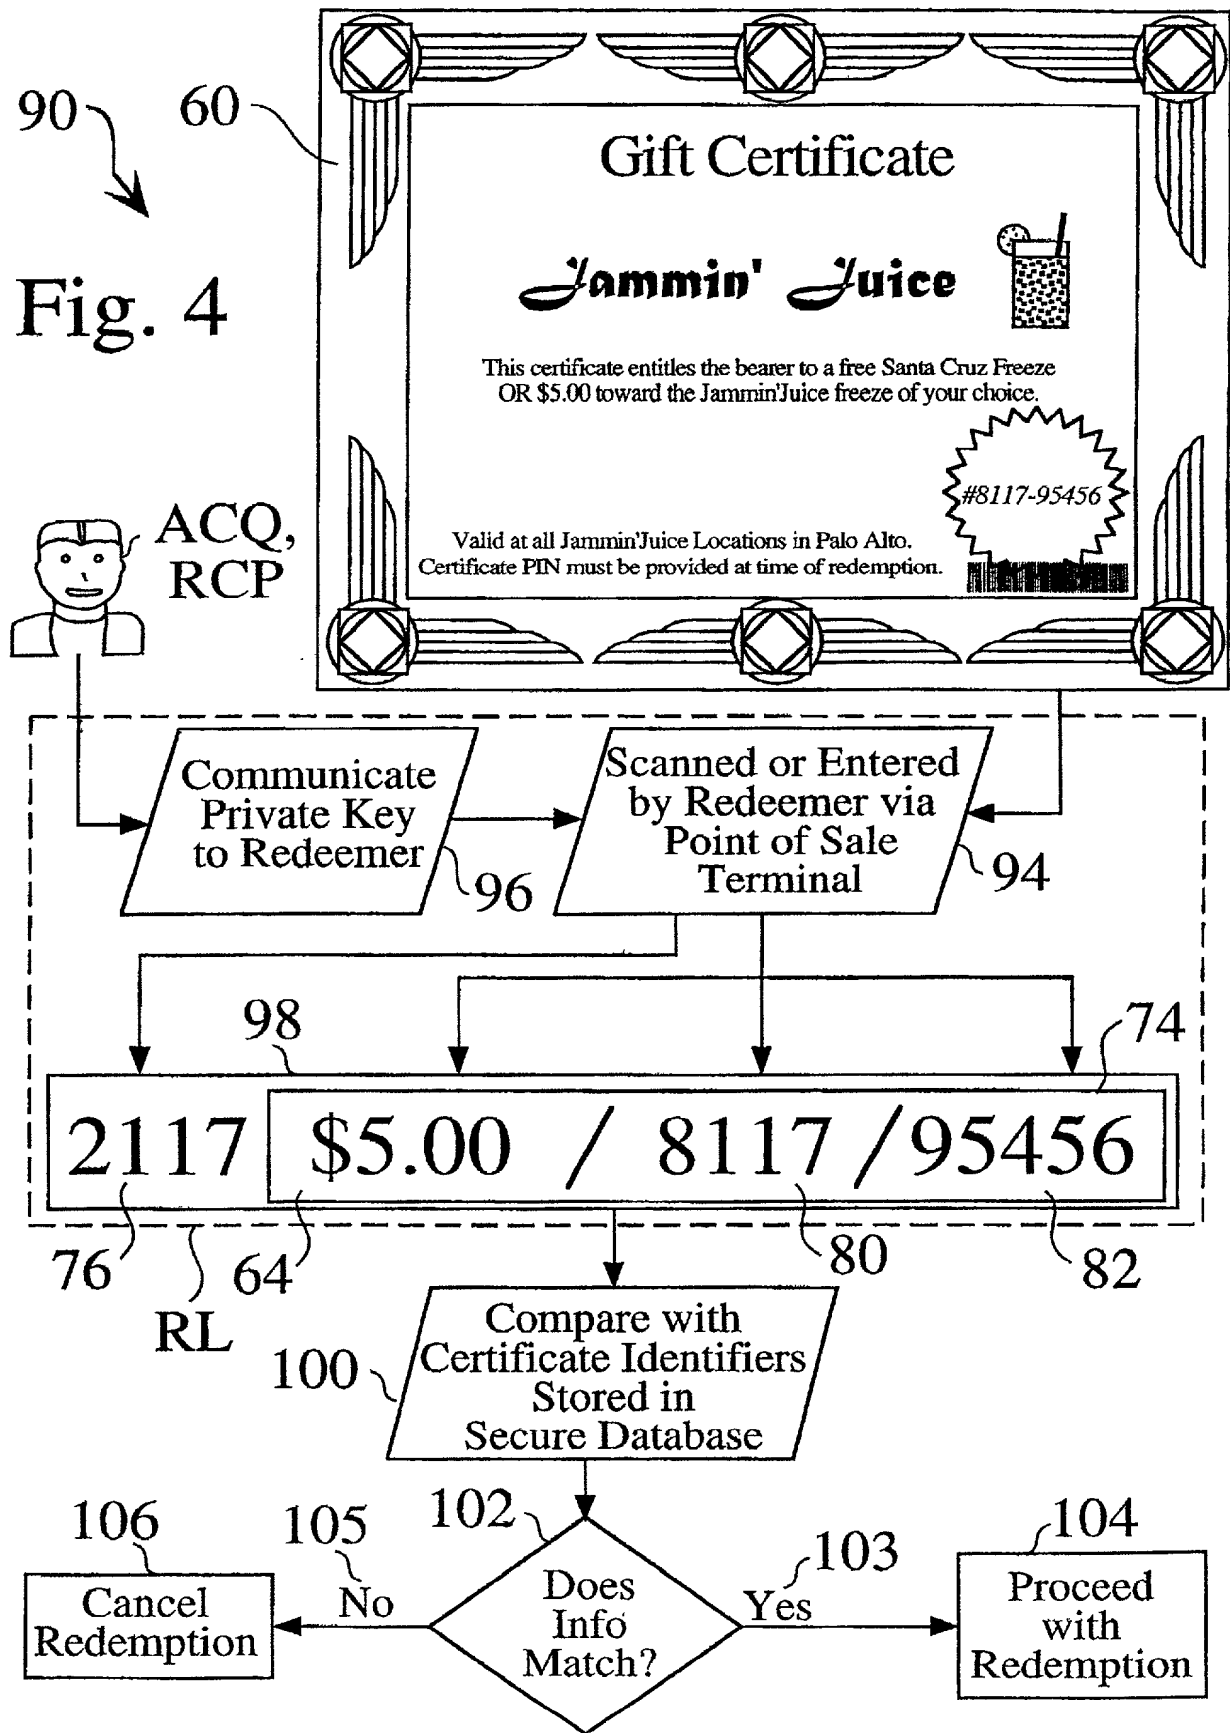 90
60
Fig. 4
Gift Certificate
Jammin' Juice
This certificate entitles the bearer to a free Santa Cruz Freeze
OR $5.00 toward the Jammin'Juice freeze of your choice.
#8117-95456
Valid at all Jammin'Juice Locations in Palo Alto.
Certificate PIN must be provided at time of redemption.
ACQ,
RCP
Communicate
Private Key
to Redeemer
96
Scanned or Entered
by Redeemer via
Point of Sale
Terminal
94
98
74
2117 $5.00 / 8117 / 95456
76
64
80
82
RL
Compare with
Certificate Identifiers
Stored in
Secure Database
100
102
Does
Info
Match?
105
No
106
Cancel
Redemption
103
Yes
104
Proceed
with
Redemption